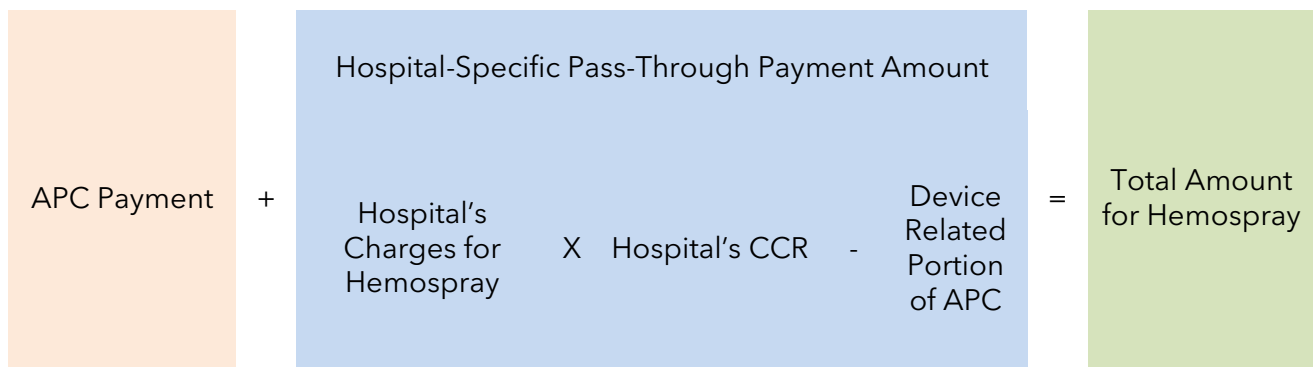 Hospital-Specific Pass-Through Payment Amount
APC Payment
+
Hospital's
Charges for
Hemospray
X
Hospital's CCR
-
Device
Related
Portion
of APC
=
Total Amount
for Hemospray